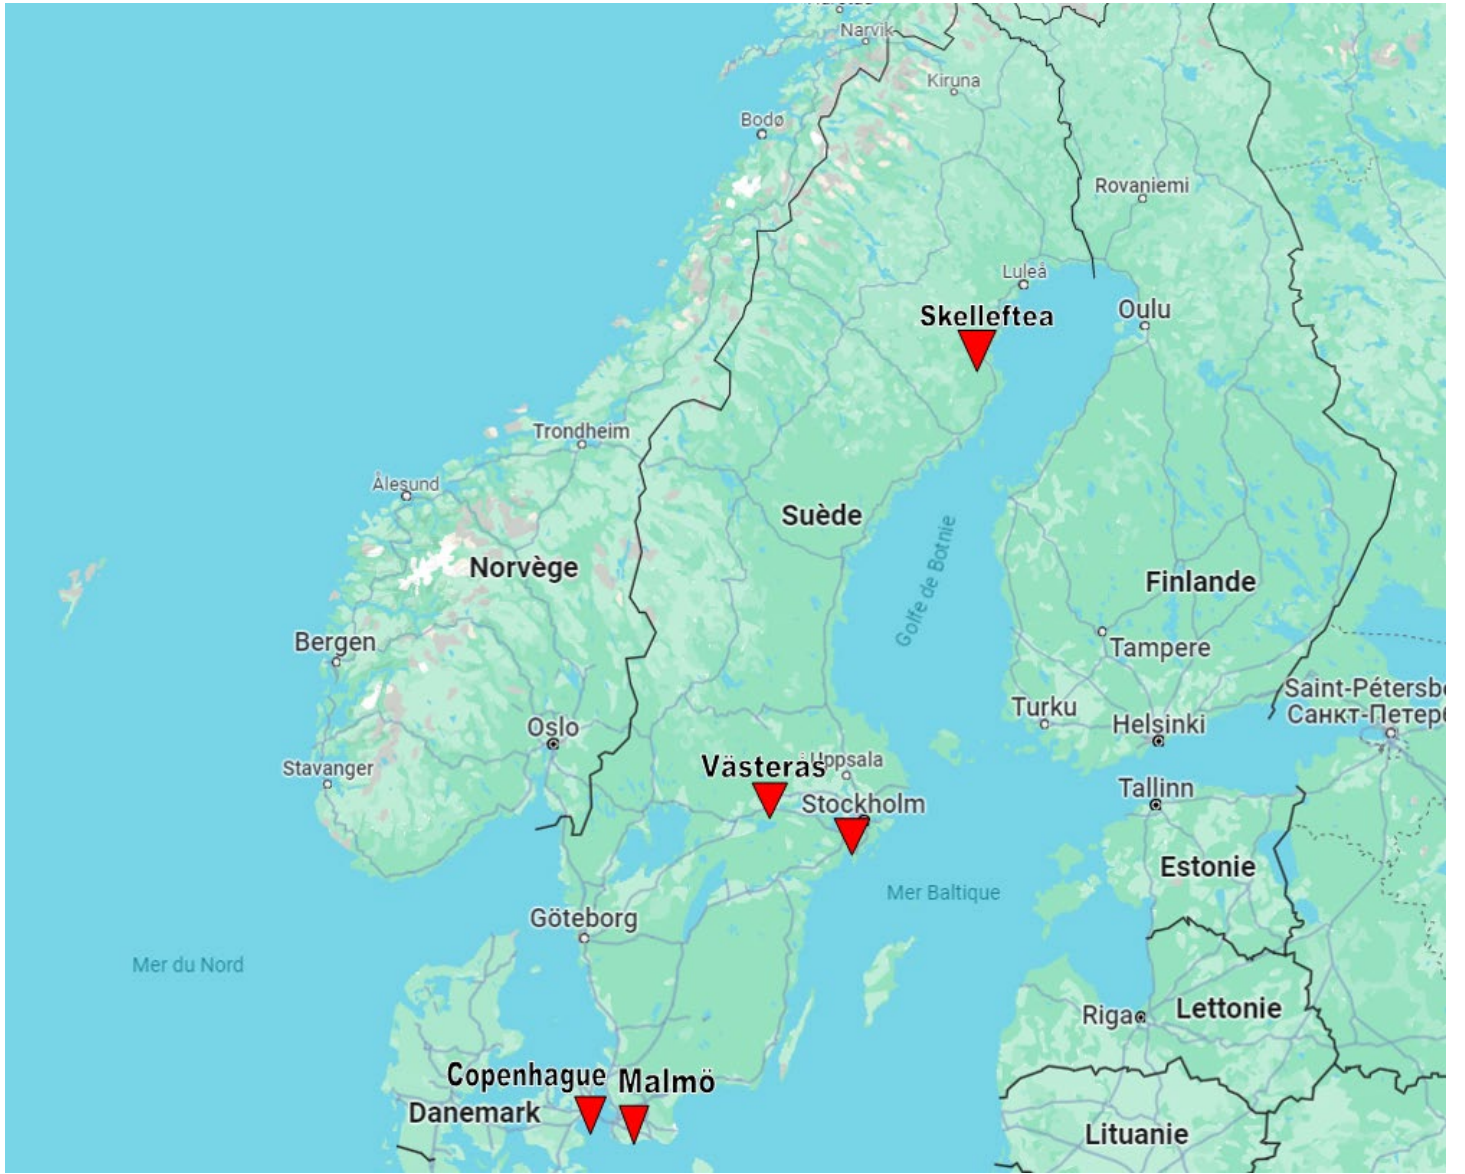 Narvik
Kiruna
Bodø
Rovaniemi
Luleå
Skelleftea
Oulu
Trondheim
Ålesund
Suède
Golfe de Botnie
Norvège
Finlande
Bergen
Tampere
Saint-Pétersb
Санкт-Петер
Turku
Helsinki
Oslo
Stavanger
Västerås
Uppsala
Stockholm
Tallinn
Estonie
Mer Baltique
Göteborg
Mer du Nord
Lettonie
Riga
Copenhague
Malmö
Danemark
Lituanie